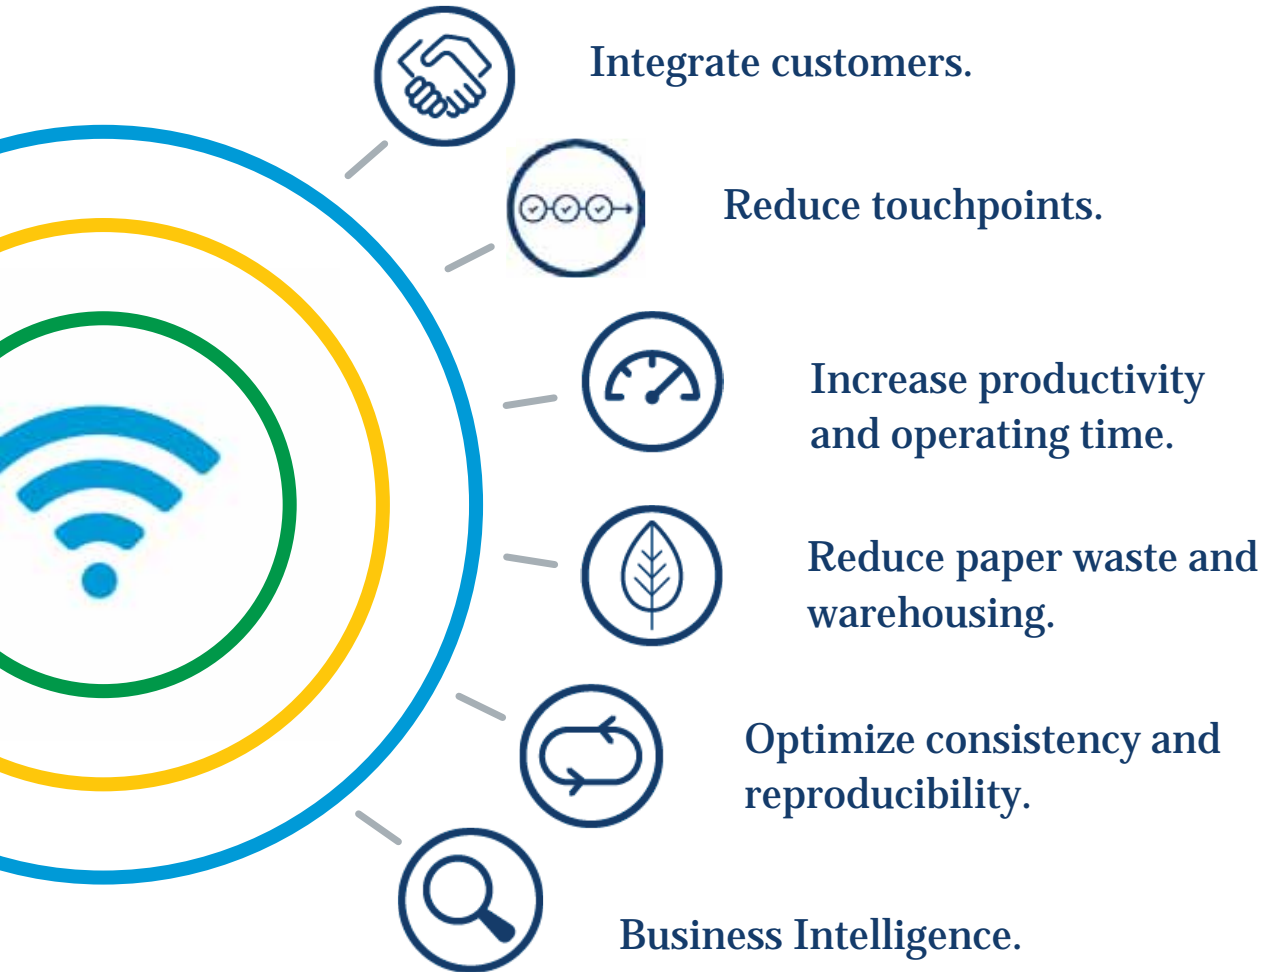 Integrate customers.
Reduce touchpoints.
Increase productivity
and operating time.
Reduce paper waste and
warehousing.
Optimize consistency and
reproducibility.
Business Intelligence.